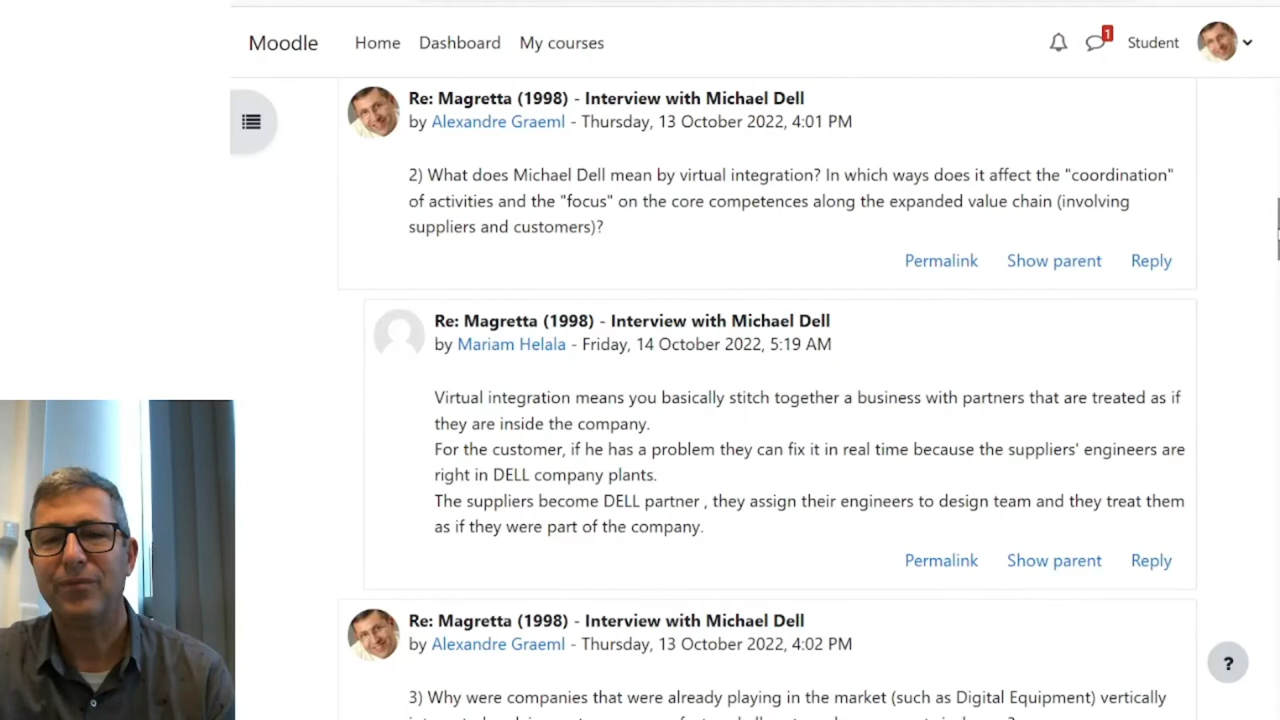 Moodle Home Dashboard My courses 1 Student
Re: Magretta (1998) - Interview with Michael Dell
by Alexandre Graeml - Thursday, 13 October 2022, 4:01 PM
2) What does Michael Dell mean by virtual integration? In which ways does it affect the "coordination"
of activities and the "focus" on the core competences along the expanded value chain (involving
suppliers and customers)?
Permalink Show parent Reply
Re: Magretta (1998) - Interview with Michael Dell
by Mariam Helala - Friday, 14 October 2022, 5:19 AM
Virtual integration means you basically stitch together a business with partners that are treated as if
they are inside the company.
For the customer, if he has a problem they can fix it in real time because the suppliers' engineers are
right in DELL company plants.
The suppliers become DELL partner , they assign their engineers to design team and they treat them
as if they were part of the company.
Permalink Show parent Reply
Re: Magretta (1998) - Interview with Michael Dell
by Alexandre Graeml - Thursday, 13 October 2022, 4:02 PM
?
3) Why were companies that were already playing in the market (such as Digital Equipment) vertically